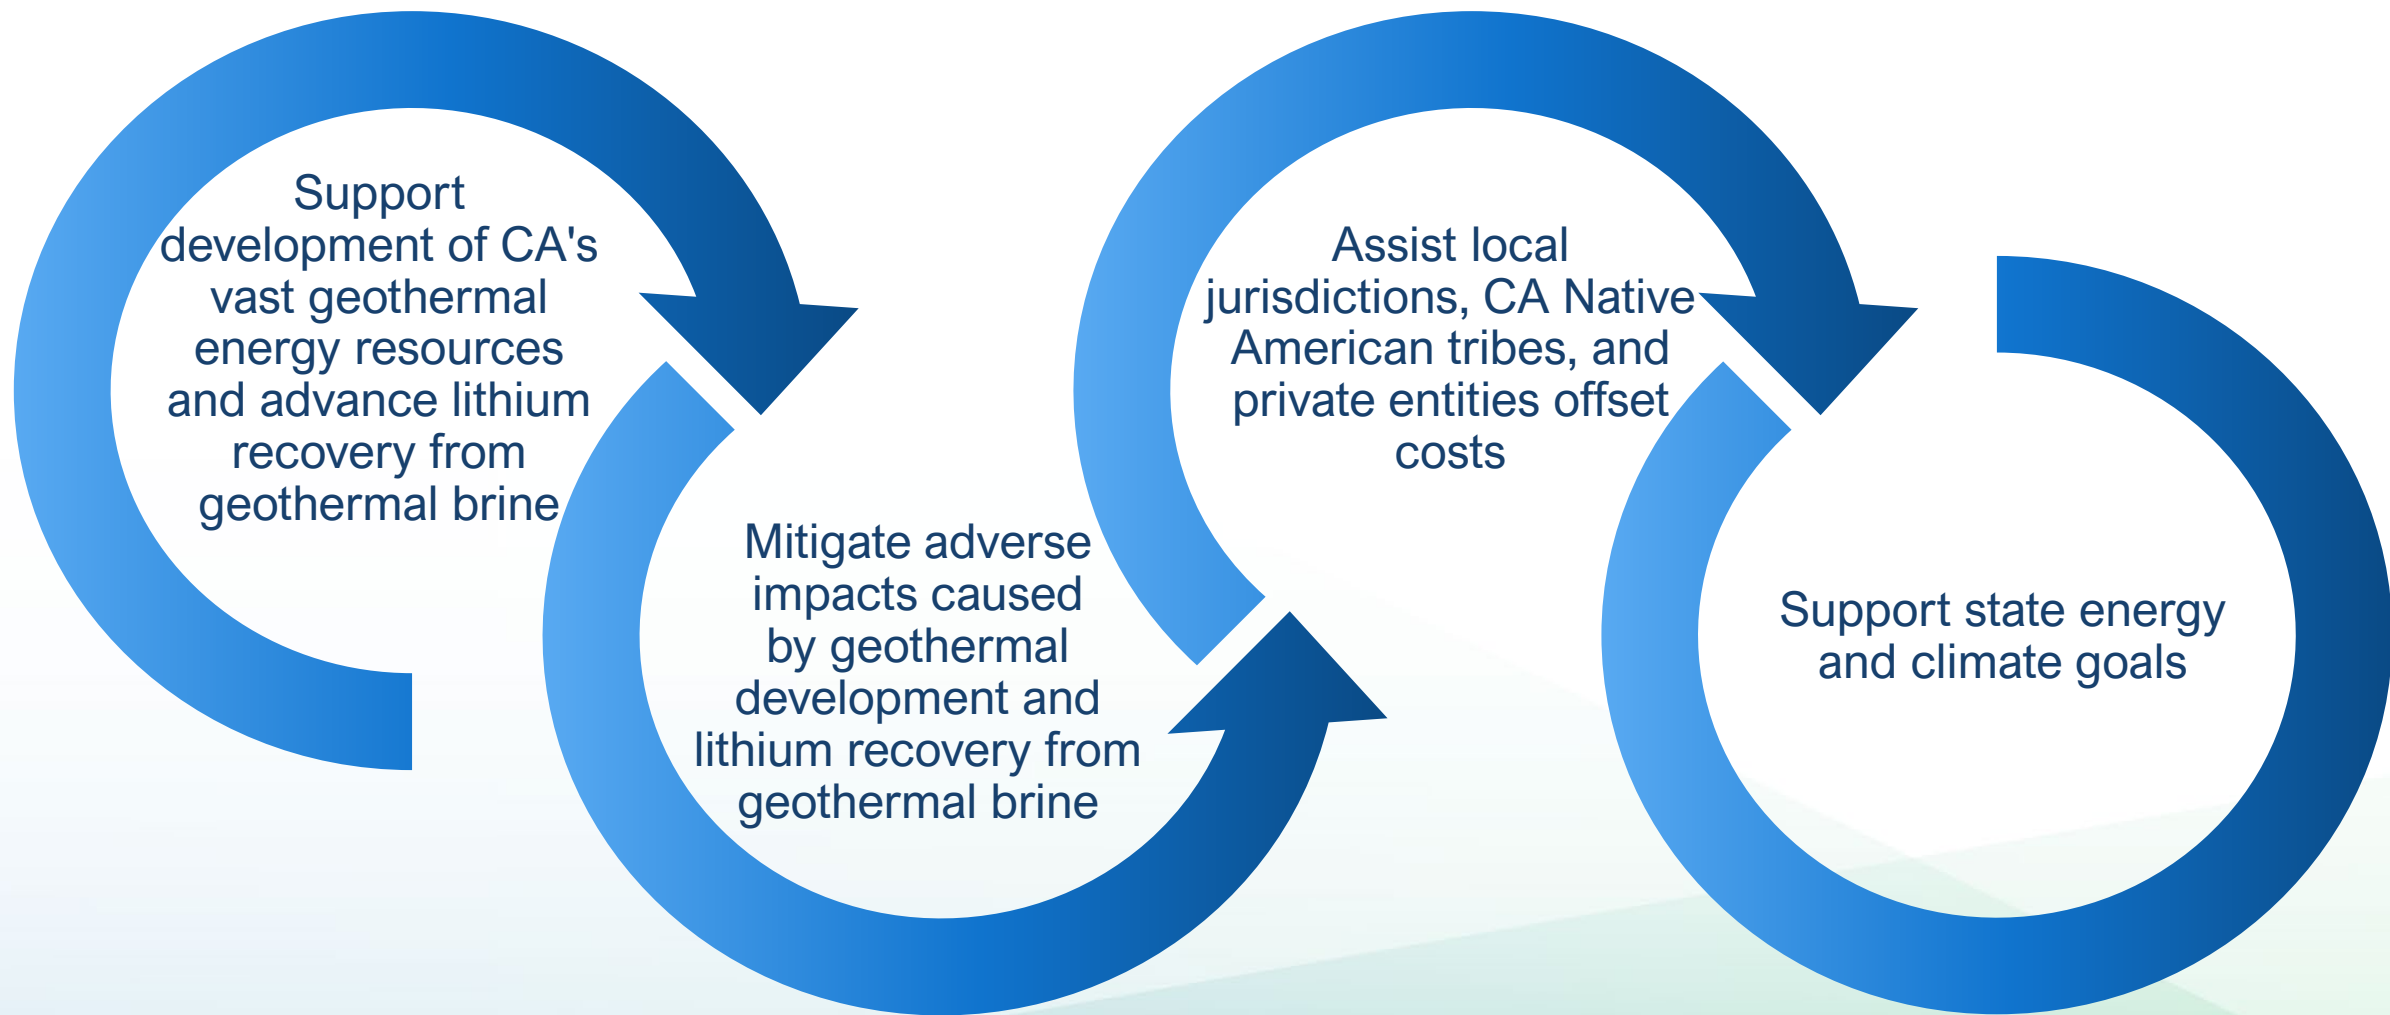 Support
development of CA's
vast geothermal
energy resources
and advance lithium
recovery from
geothermal brine
Mitigate adverse
impacts caused
by geothermal
development and
lithium recovery from
geothermal brine
Assist local
jurisdictions, CA Native
American tribes, and
private entities offset
costs
Support state energy
and climate goals